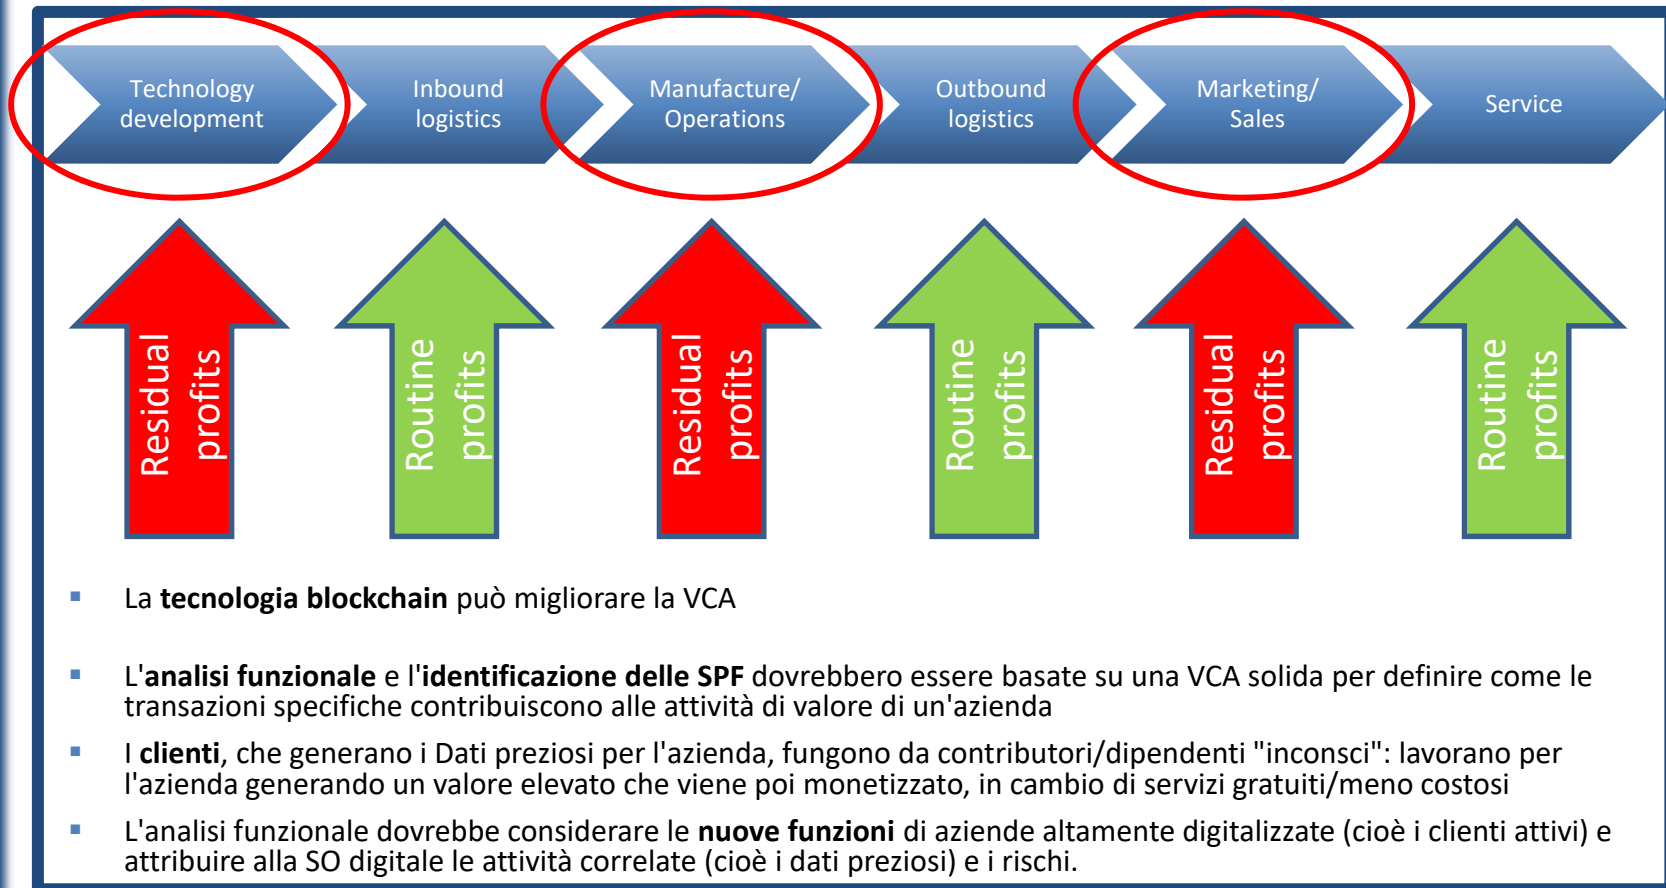 Technology
development
Inbound
logistics
Manufacture/
Operations
Outbound
logistics
Marketing/
Sales
Service
Residual
profits
Routine
profits
Residual
profits
Routine
profits
Residual
profits
Routine
profits
▪ La tecnologia blockchain può migliorare la VCA
▪ L'analisi funzionale e l'identificazione delle SPF dovrebbero essere basate su una VCA solida per definire come le
transazioni specifiche contribuiscono alle attività di valore di un'azienda
▪ I clienti, che generano i Dati preziosi per l'azienda, fungono da contributori/dipendenti "inconsci": lavorano per
l'azienda generando un valore elevato che viene poi monetizzato, in cambio di servizi gratuiti/meno costosi
▪ L'analisi funzionale dovrebbe considerare le nuove funzioni di aziende altamente digitalizzate (cioè i clienti attivi) e
attribuire alla SO digitale le attività correlate (cioè i dati preziosi) e i rischi.